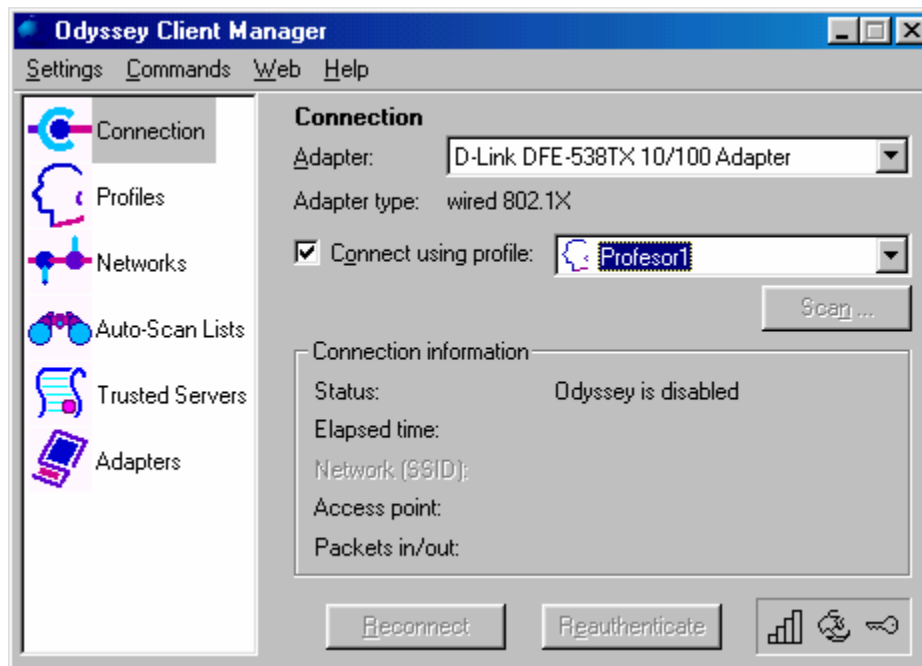 Odyssey Client Manager
Settings Commands Web Help
Connection
Profiles
Networks
Auto-Scan Lists
Trusted Servers
Adapters
Connection
Adapter: D-Link DFE-538TX 10/100 Adapter
Adapter type: wired 802.1X
Connect using profile: Profesor1
Scan ...
Connection information
Status: Odyssey is disabled
Elapsed time:
Network (SSID):
Access point:
Packets in/out:
Reconnect Reauthenticate